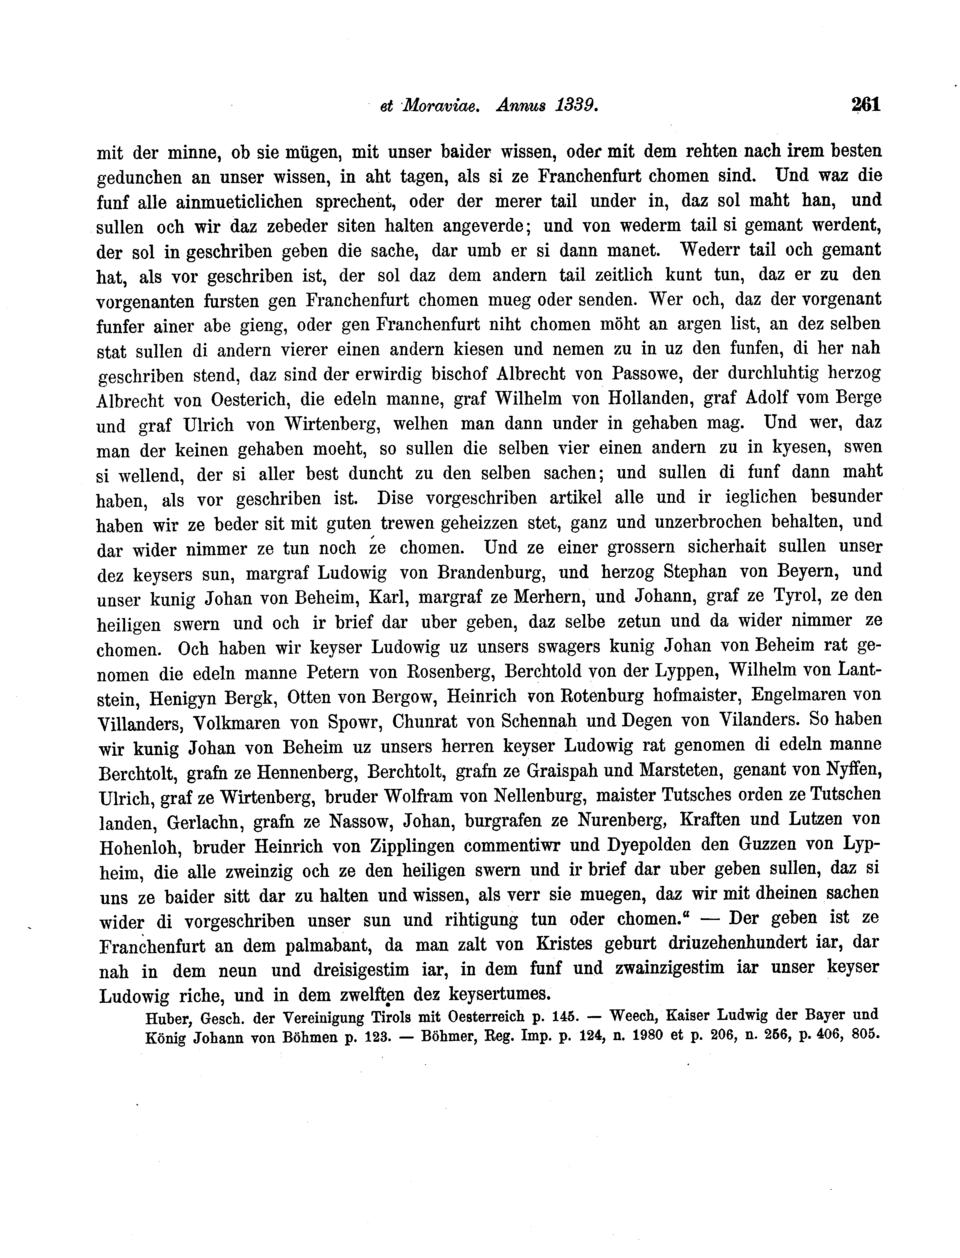 et Moraviae. Annus 1339. 261
mit der minne, ob sie mügen, mit unser baider wissen, oder mit dem rehten nach irem besten
gedunchen an unser wissen, in aht tagen, als si ze Franchenfurt chomen sind. Und waz die
funf alle ainmueticlichen sprechent, oder der merer tail under in, daz sol maht han, und
sullen och wir daz zebeder siten halten angeverde; und von wederm tail si gemant werdent,
der sol in geschriben geben die sache, dar umb er si dann manet. Wederr tail och gemant
hat, als vor geschriben ist, der sol daz dem andern tail zeitlich kunt tun, daz er zu den
vorgenanten fursten gen Franchenfurt chomen mueg oder senden. Wer och, daz der vorgenant
funfer ainer abe gieng, oder gen Franchenfurt niht chomen möht an argen list, an dez selben
stat sullen di andern vierer einen andern kiesen und nemen zu in uz den funfen, di her nah
geschriben stend, daz sind der erwirdig bischof Albrecht von Passowe, der durchluhtig herzog
Albrecht von Oesterich, die edeln manne, graf Wilhelm von Hollanden, graf Adolf vom Berge
und graf Ulrich von Wirtenberg, welhen man dann under in gehaben mag. Und wer, daz
man der keinen gehaben moeht, so sullen die selben vier einen andern zu in kyesen, swen
si wellend, der si aller best duncht zu den selben sachen; und sullen di funf dann maht
haben, als vor geschriben ist. Dise vorgeschriben artikel alle und ir ieglichen besunder
haben wir ze beder sit mit guten trewen geheizzen stet, ganz und unzerbrochen behalten, und
dar wider nimmer ze tun noch ze chomen. Und ze einer grossern sicherhait sullen unser
dez keysers sun, margraf Ludowig von Brandenburg, und herzog Stephan von Beyern, und
unser kunig Johan von Beheim, Karl, margraf ze Merhern, und Johann, graf ze Tyrol, ze den
heiligen swern und och ir brief dar uber geben, daz selbe zetun und da wider nimmer ze
chomen. Och haben wir keyser Ludowig uz unsers swagers kunig Johan von Beheim rat ge-
nomen die edeln manne Petern von Rosenberg, Berchtold von der Lyppen, Wilhelm von Lant-
stein, Henigyn Bergk, Otten von Bergow, Heinrich von Rotenburg hofmaister, Engelmaren von
Villanders, Volkmaren von Spowr, Chunrat von Schennah und Degen von Vilanders. So haben
wir kunig Johan von Beheim uz unsers herren keyser Ludowig rat genomen di edeln manne
Berchtolt, grafn ze Hennenberg, Berchtolt, grafn ze Graispah und Marsteten, genant von Nyffen,
Ulrich, graf ze Wirtenberg, bruder Wolfram von Nellenburg, maister Tutsches orden ze Tutschen
landen, Gerlachn, grafn ze Nassow, Johan, burgrafen ze Nurenberg, Kraften und Lutzen von
Hohenloh, bruder Heinrich von Zipplingen commentiwr und Dyepolden den Guzzen von Lyp-
heim, die alle zweinzig och ze den heiligen swern und ir brief dar uber geben sullen, daz si
uns ze baider sitt dar zu halten und wissen, als verr sie muegen, daz wir mit dheinen sachen
wider di vorgeschriben unser sun und rihtigung tun oder chomen.“ — Der geben ist ze
Franchenfurt an dem palmabant, da man zalt von Kristes geburt driuzehenhundert iar, dar
nah in dem neun und dreisigestim iar, in dem funf und zwainzigestim iar unser keyser
Ludowig riche, und in dem zwelften dez keysertumes.
Huber, Gesch. der Vereinigung Tirols mit Oesterreich p. 145. — Weech, Kaiser Ludwig der Bayer und
König Johann von Böhmen p. 123. — Böhmer, Reg. Imp. p. 124, n. 1980 et p. 206, n. 256, p. 406, 805.